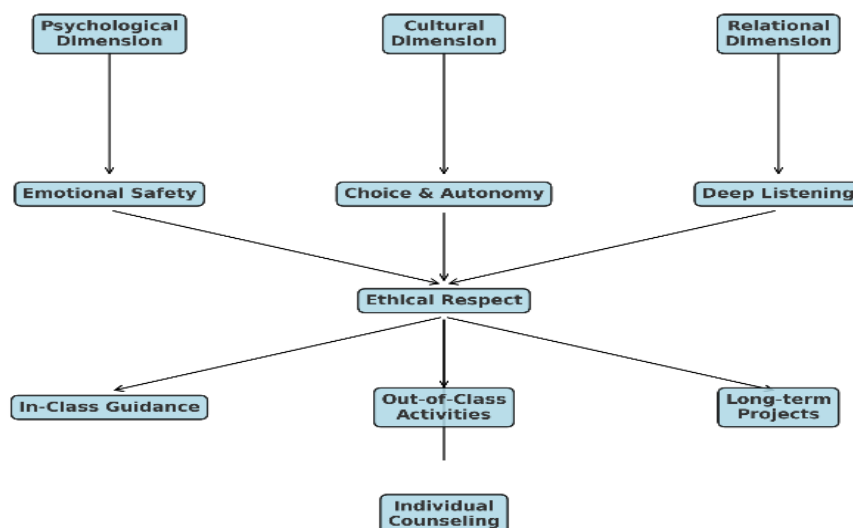 Psychological
Dimension
Cultural
Dimension
Relational
Dimension
Emotional Safety
Choice & Autonomy
Deep Listening
Ethical Respect
In-Class Guidance
Out-of-Class
Activities
Long-term
Projects
Individual
Counseling